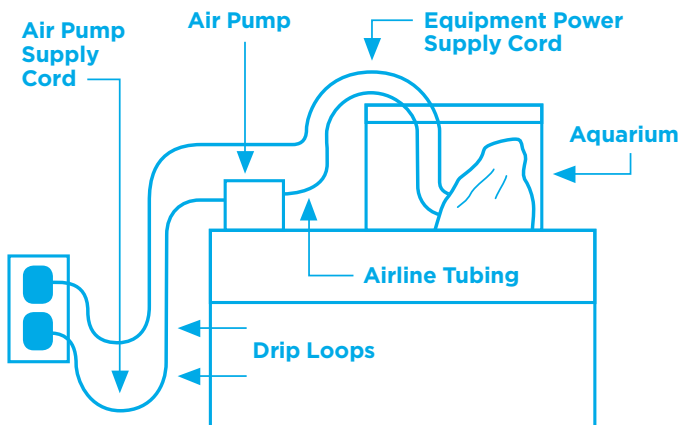 Air Pump
Supply
Cord
Air Pump
Equipment Power
Supply Cord
Aquarium
Airline Tubing
Drip Loops